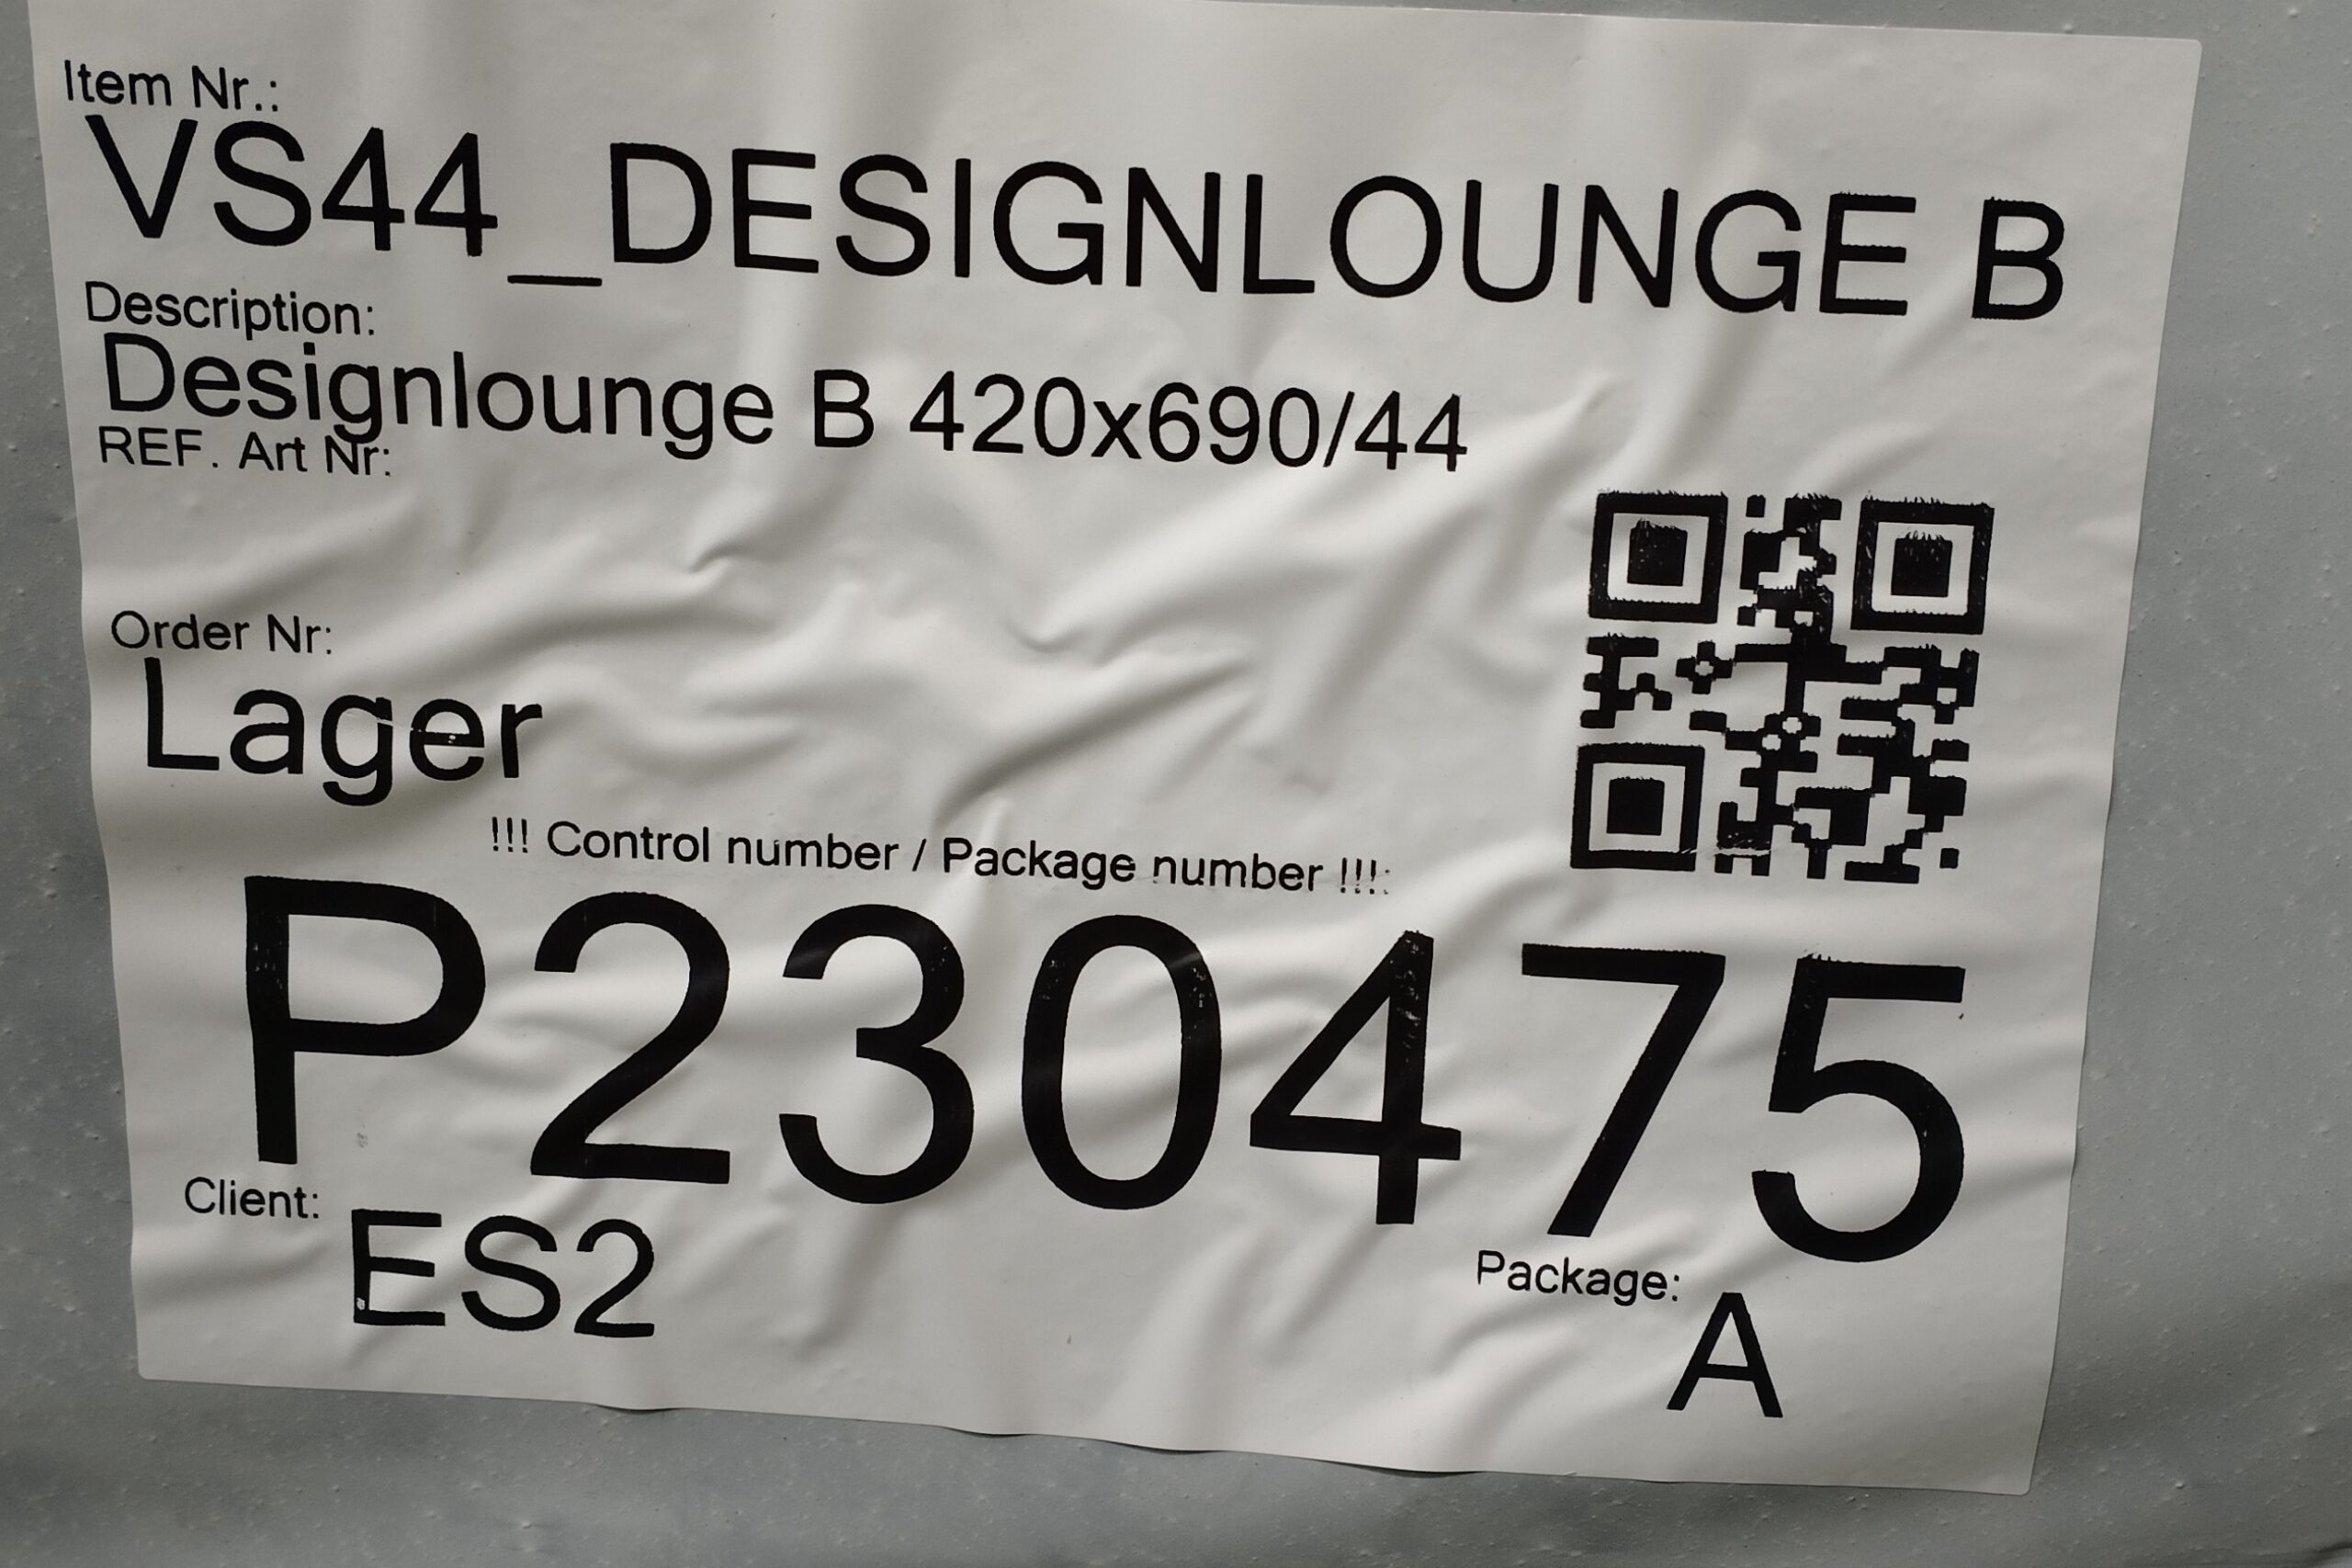 Item Nr.:
VS44_DESIGNLOUNGE B
Description:
Designlounge B 420x690/44
REF. Art Nr:
Order Nr:
Lager
!!! Control number / Package number !!!:
P230475
Client:
ES2
Package:
A